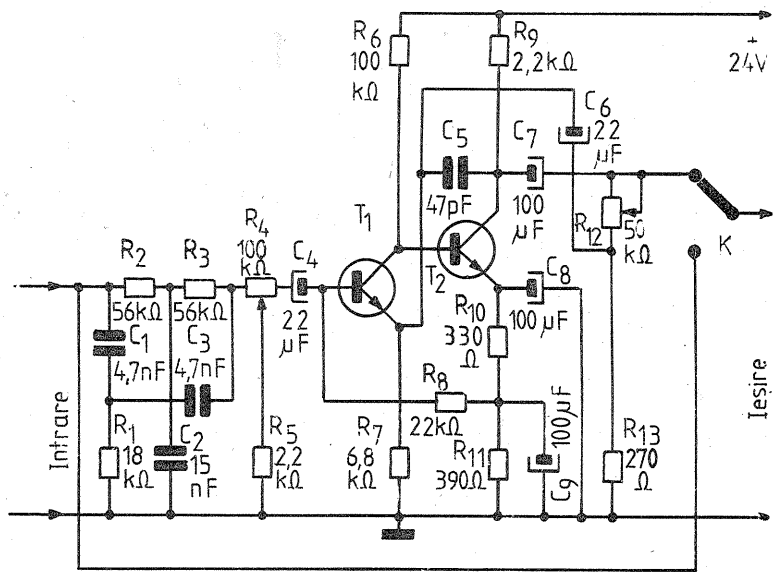 R6
100
kΩ
R9
2,2kΩ
+
24V
C6
22
µF
C5
47pF
C7
100
µF
T1
T2
R12
50
kΩ
K
R2
56kΩ
R3
56kΩ
R4
100
kΩ
C4
22
µF
C8
100µF
R10
330
Ω
C1
4,7nF
C3
4,7nF
R8
22kΩ
100µF
C9
Intrare
Ieșire
R1
18
kΩ
C2
15
nF
R5
2,2
kΩ
R7
6,8
kΩ
R11
390Ω
R13
270
Ω